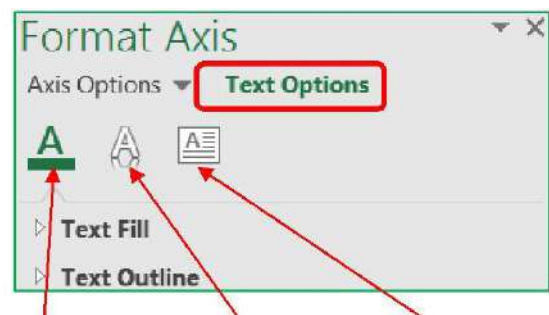 Format Axis
Axis Options Text Options
A A A
Text Fill
Text Outline